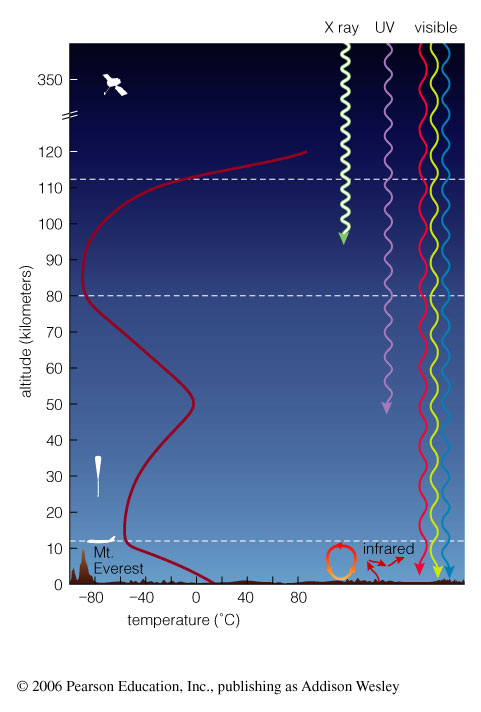 X ray UV visible
350
120
110
100
90
80
70
60
50
40
30
20
10
0
altitude (kilometers)
Mt.
Everest
infrared
−80 −40 0 40 80
temperature (˚C)
© 2006 Pearson Education, Inc., publishing as Addison Wesley